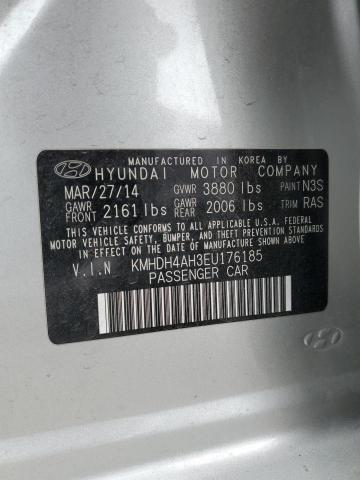 MANUFACTURED IN KOREA BY
HYUNDAI MOTOR COMPANY
MAR/27/14 GVWR 3880 lbs PAINT N3S
GAWR FRONT 2161 lbs GAWR REAR 2006 lbs TRIM RAS
THIS VEHICLE CONFORMS TO ALL APPLICABLE U.S.A. FEDERAL
MOTOR VEHICLE SAFETY, BUMPER, AND THEFT PREVENTION STANDARDS
IN EFFECT ON THE DATE OF MANUFACTURE SHOWN ABOVE.
V.I.N KMHDH4AH3EU176185
PASSENGER CAR